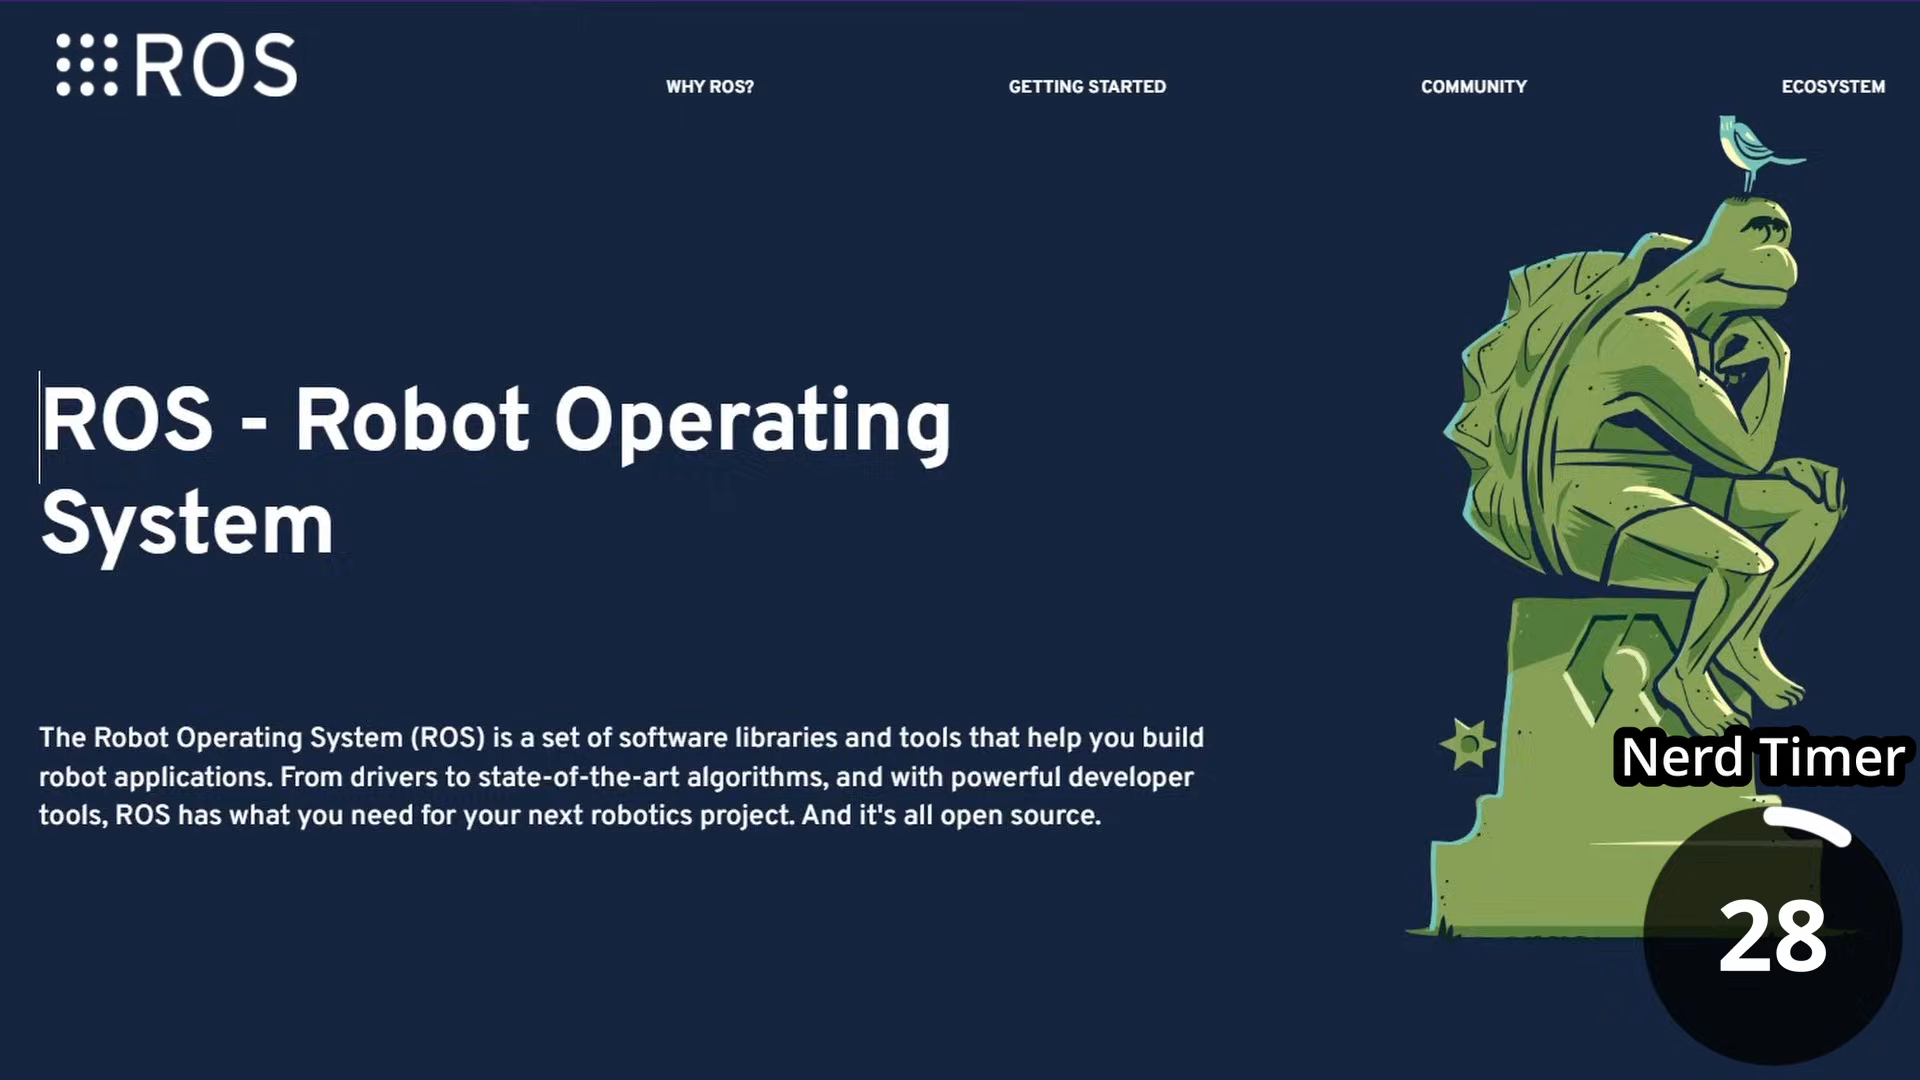 ROS
WHY ROS?
GETTING STARTED
COMMUNITY
ECOSYSTEM
ROS - Robot Operating
System
The Robot Operating System (ROS) is a set of software libraries and tools that help you build
robot applications. From drivers to state-of-the-art algorithms, and with powerful developer
tools, ROS has what you need for your next robotics project. And it's all open source.
Nerd Timer
28